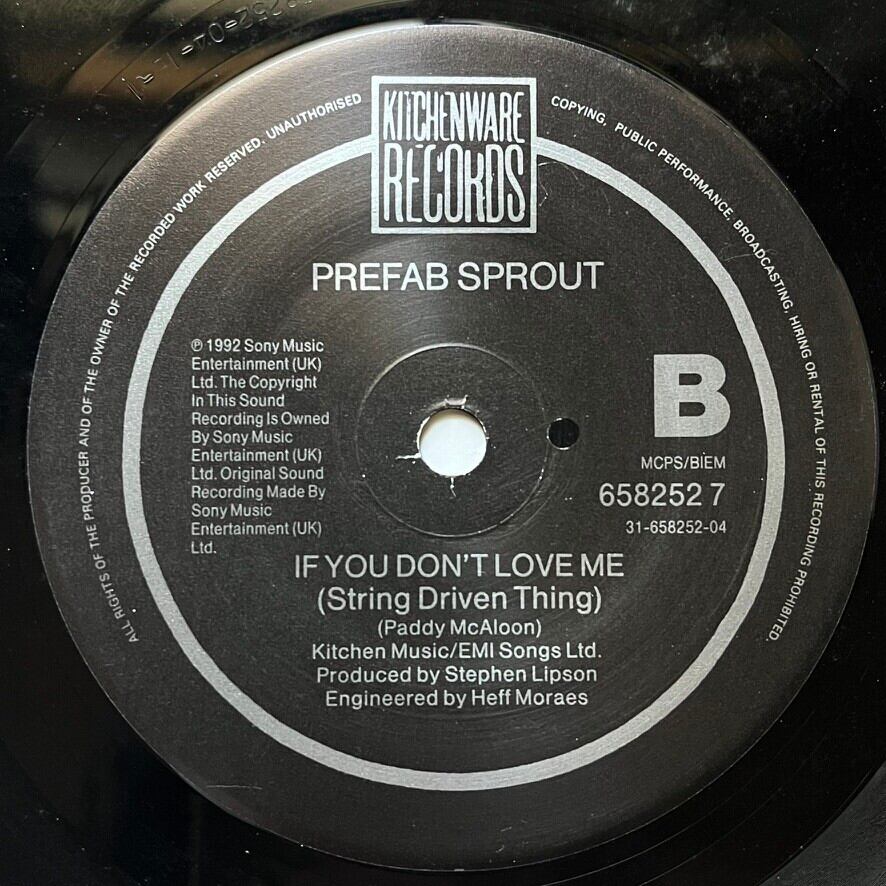 KITCHENWARE
RECORDS
ALL RIGHTS OF THE PRODUCER AND OF THE OWNER OF THE RECORDED WORK RESERVED. UNAUTHORISED COPYING, PUBLIC PERFORMANCE, BROADCASTING, HIRING OR RENTAL OF THIS RECORDING PROHIBITED.
PREFAB SPROUT
℗ 1992 Sony Music
Entertainment (UK)
Ltd. The Copyright
In This Sound
Recording Is Owned
By Sony Music
Entertainment (UK)
Ltd. Original Sound
Recording Made By
Sony Music
Entertainment (UK)
Ltd.
B
MCPS/BIEM
658252 7
31-658252-04
IF YOU DON'T LOVE ME
(String Driven Thing)
(Paddy McAloon)
Kitchen Music/EMI Songs Ltd.
Produced by Stephen Lipson
Engineered by Heff Moraes